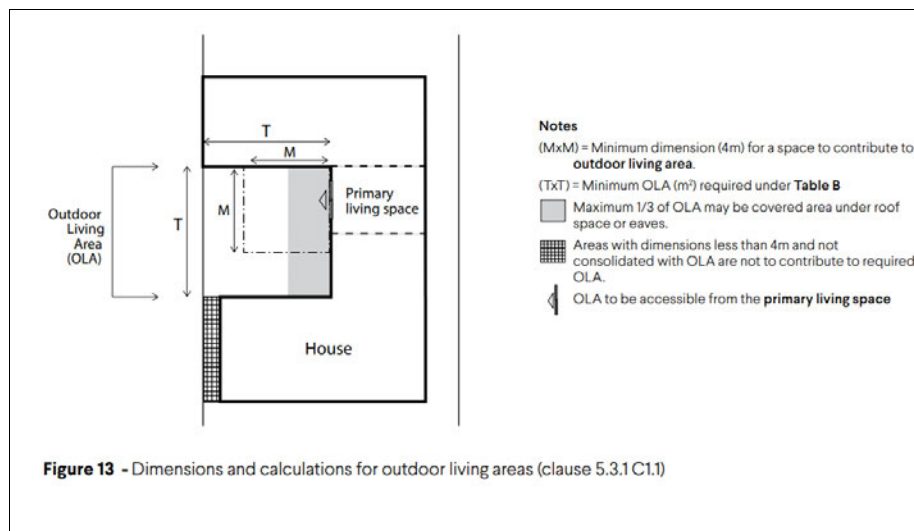 T
M
Outdoor
Living
Area
(OLA)
T
M
Primary
living space
House
Notes
(MxM) = Minimum dimension (4m) for a space to contribute to
outdoor living area.
(TxT) = Minimum OLA (m²) required under Table B
Maximum 1/3 of OLA may be covered area under roof
space or eaves.
Areas with dimensions less than 4m and not
consolidated with OLA are not to contribute to required
OLA.
OLA to be accessible from the primary living space
Figure 13 - Dimensions and calculations for outdoor living areas (clause 5.3.1 C1.1)